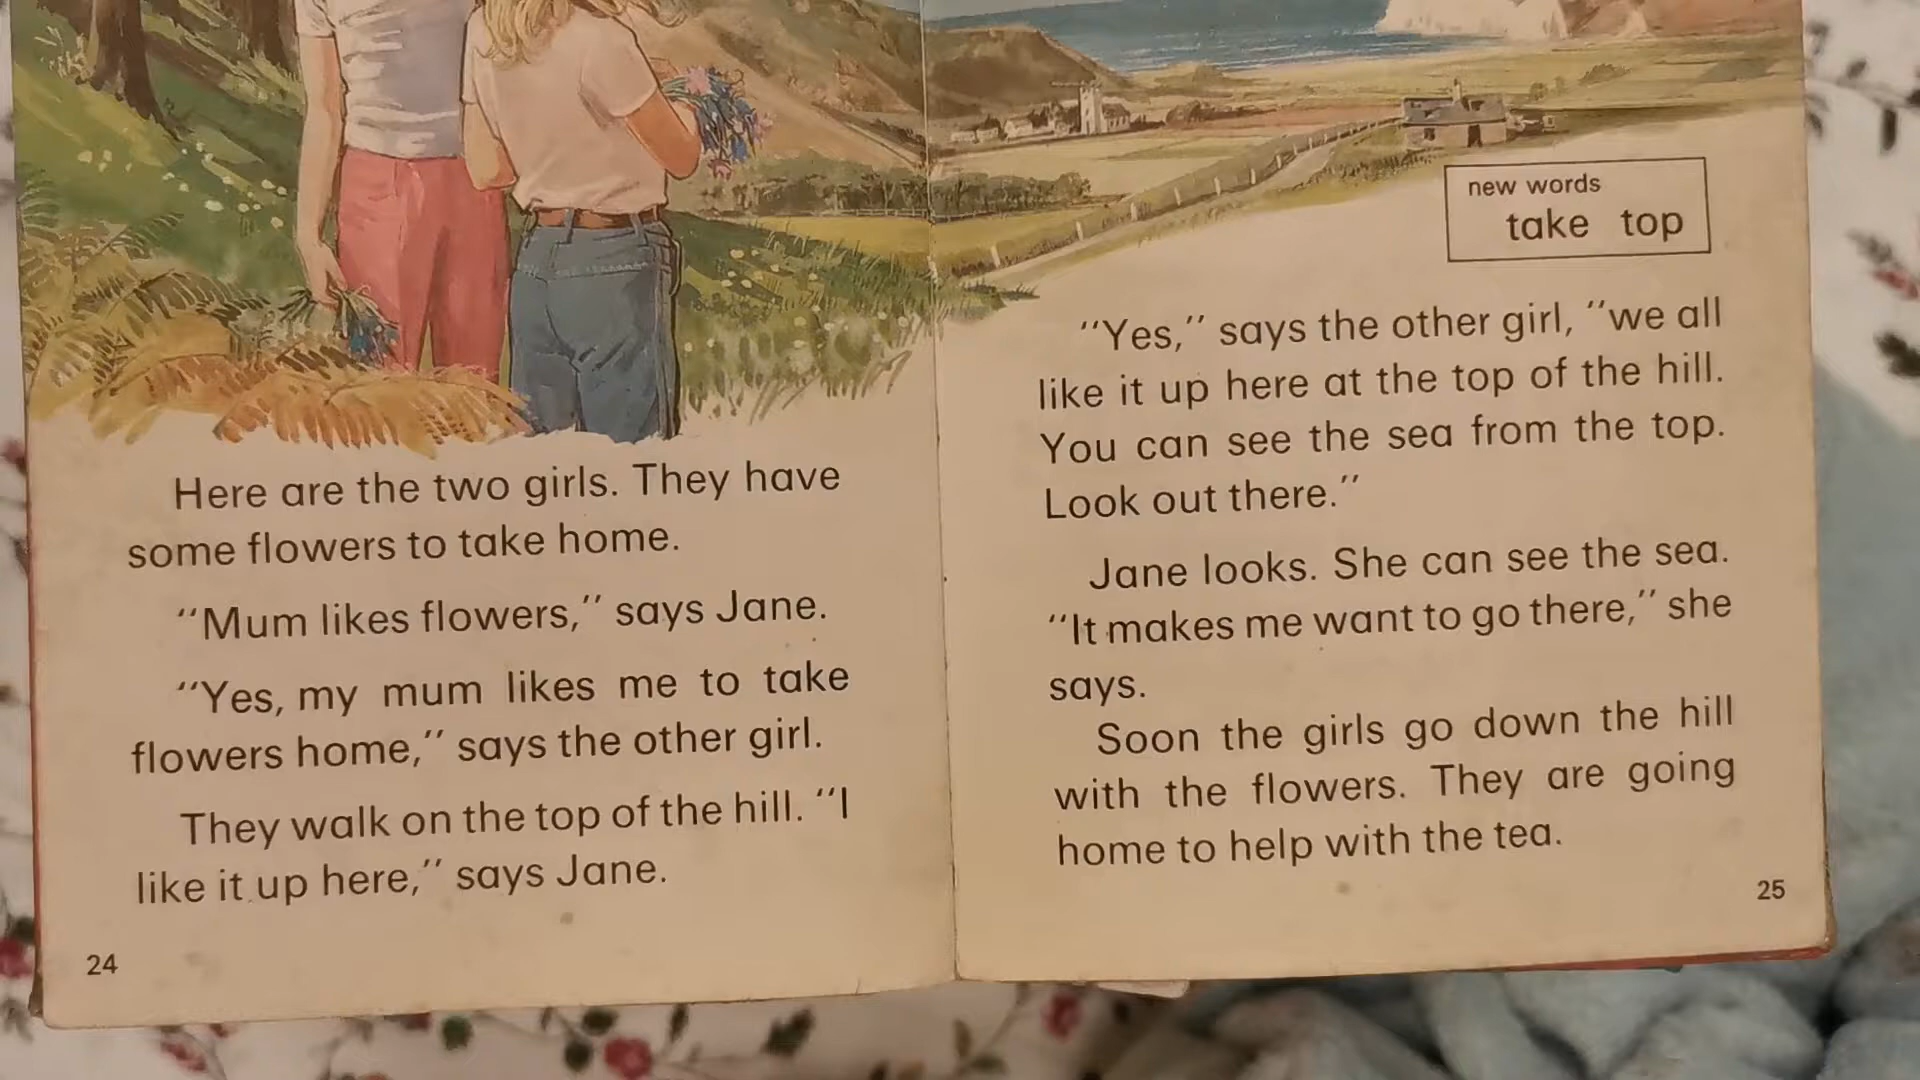 Here are the two girls. They have
some flowers to take home.
"Mum likes flowers," says Jane.
"Yes, my mum likes me to take
flowers home," says the other girl.
They walk on the top of the hill. "I
like it up here," says Jane.
24
new words
take top
"Yes," says the other girl, "we all
like it up here at the top of the hill.
You can see the sea from the top.
Look out there."
Jane looks. She can see the sea.
"It makes me want to go there," she
says.
Soon the girls go down the hill
with the flowers. They are going
home to help with the tea.
25